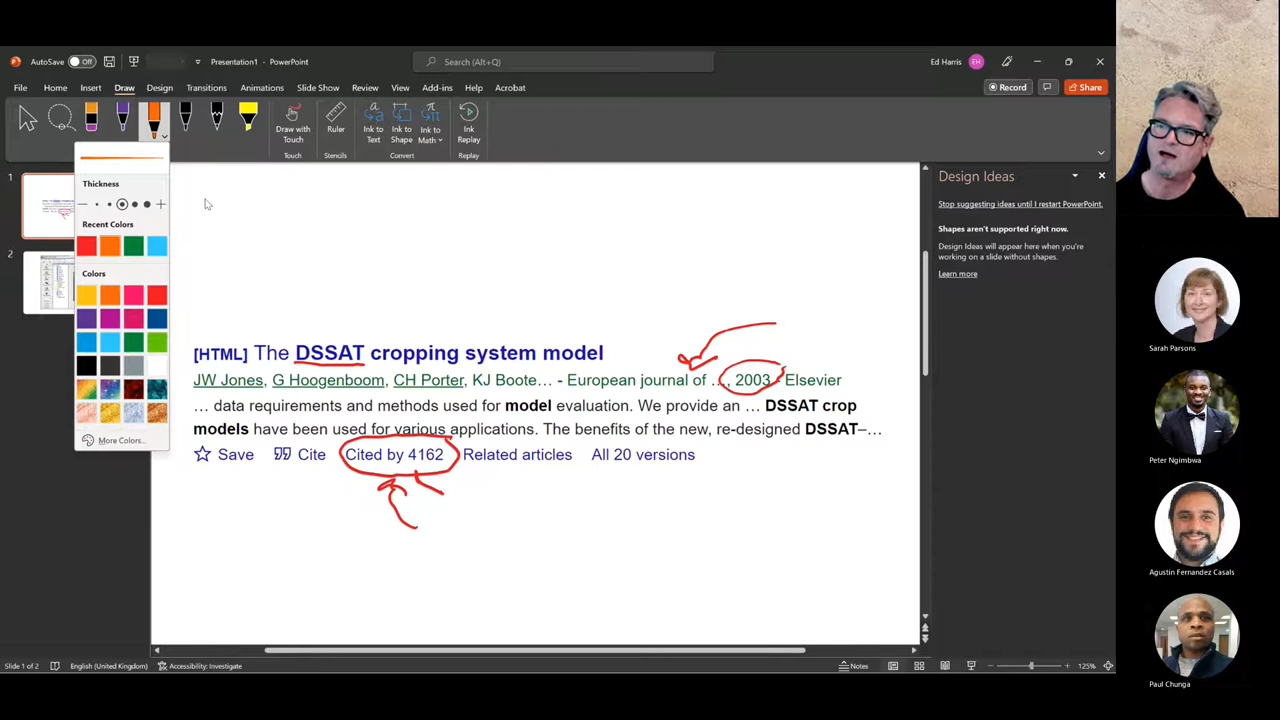 AutoSave Off Presentation1 - PowerPoint Search (Alt+Q) Ed Harris EH
File Home Insert Draw Design Transitions Animations Slide Show Review View Add-ins Help Acrobat Record Share
Draw with Touch
Ruler
Ink to Text
Ink to Shape
Ink to Math
Ink Replay
Touch Stencils Convert Replay
Thickness
Recent Colors
Colors
More Colors...
1
2
[HTML] The DSSAT cropping system model
JW Jones, G Hoogenboom, CH Porter, KJ Boote… - European journal of …, 2003 - Elsevier
… data requirements and methods used for model evaluation. We provide an … DSSAT crop
models have been used for various applications. The benefits of the new, re-designed DSSAT–…
Save Cite Cited by 4162 Related articles All 20 versions
Design Ideas
Stop suggesting ideas until I restart PowerPoint.
Shapes aren't supported right now.
Design Ideas will appear here when you're
working on a slide without shapes.
Learn more
Sarah Parsons
Peter Ngimbwa
Agustin Fernandez Casals
Paul Chunga
Slide 1 of 2 English (United Kingdom) Accessibility: Investigate Notes 125%